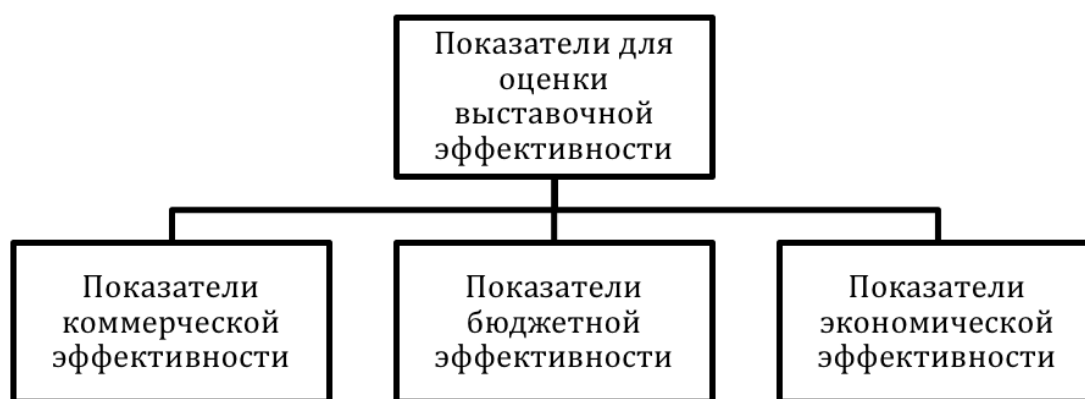 Показатели для
оценки
выставочной
эффективности
Показатели
коммерческой
эффективности
Показатели
бюджетной
эффективности
Показатели
экономической
эффективности